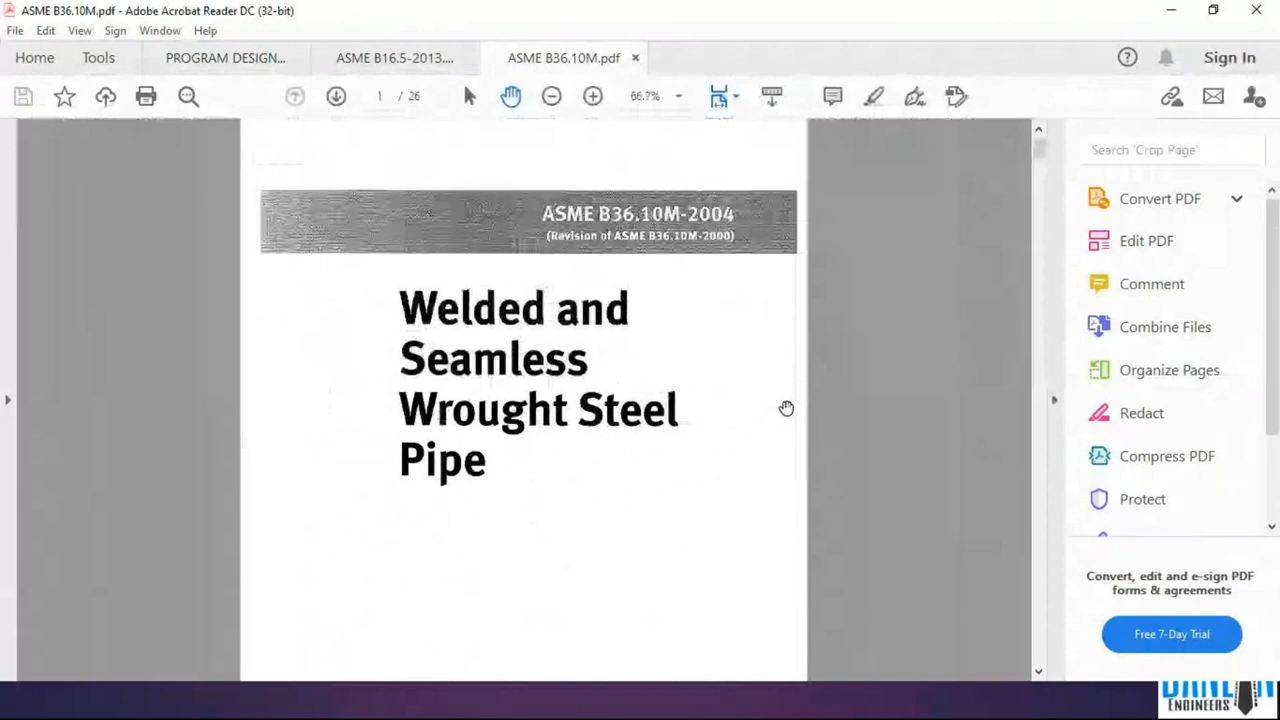 ASME B36.10M.pdf - Adobe Acrobat Reader DC (32-bit)
File Edit View Sign Window Help
Home Tools PROGRAM DESIGN... ASME B16.5-2013.... ASME B36.10M.pdf × Sign In
1 / 26 66.7%
Search 'Crop Page'
ASME B36.10M-2004
(Revision of ASME B36.10M-2000)
Welded and
Seamless
Wrought Steel
Pipe
Convert PDF
Edit PDF
Comment
Combine Files
Organize Pages
Redact
Compress PDF
Protect
Convert, edit and e-sign PDF
forms & agreements
Free 7-Day Trial
ENGINEERS